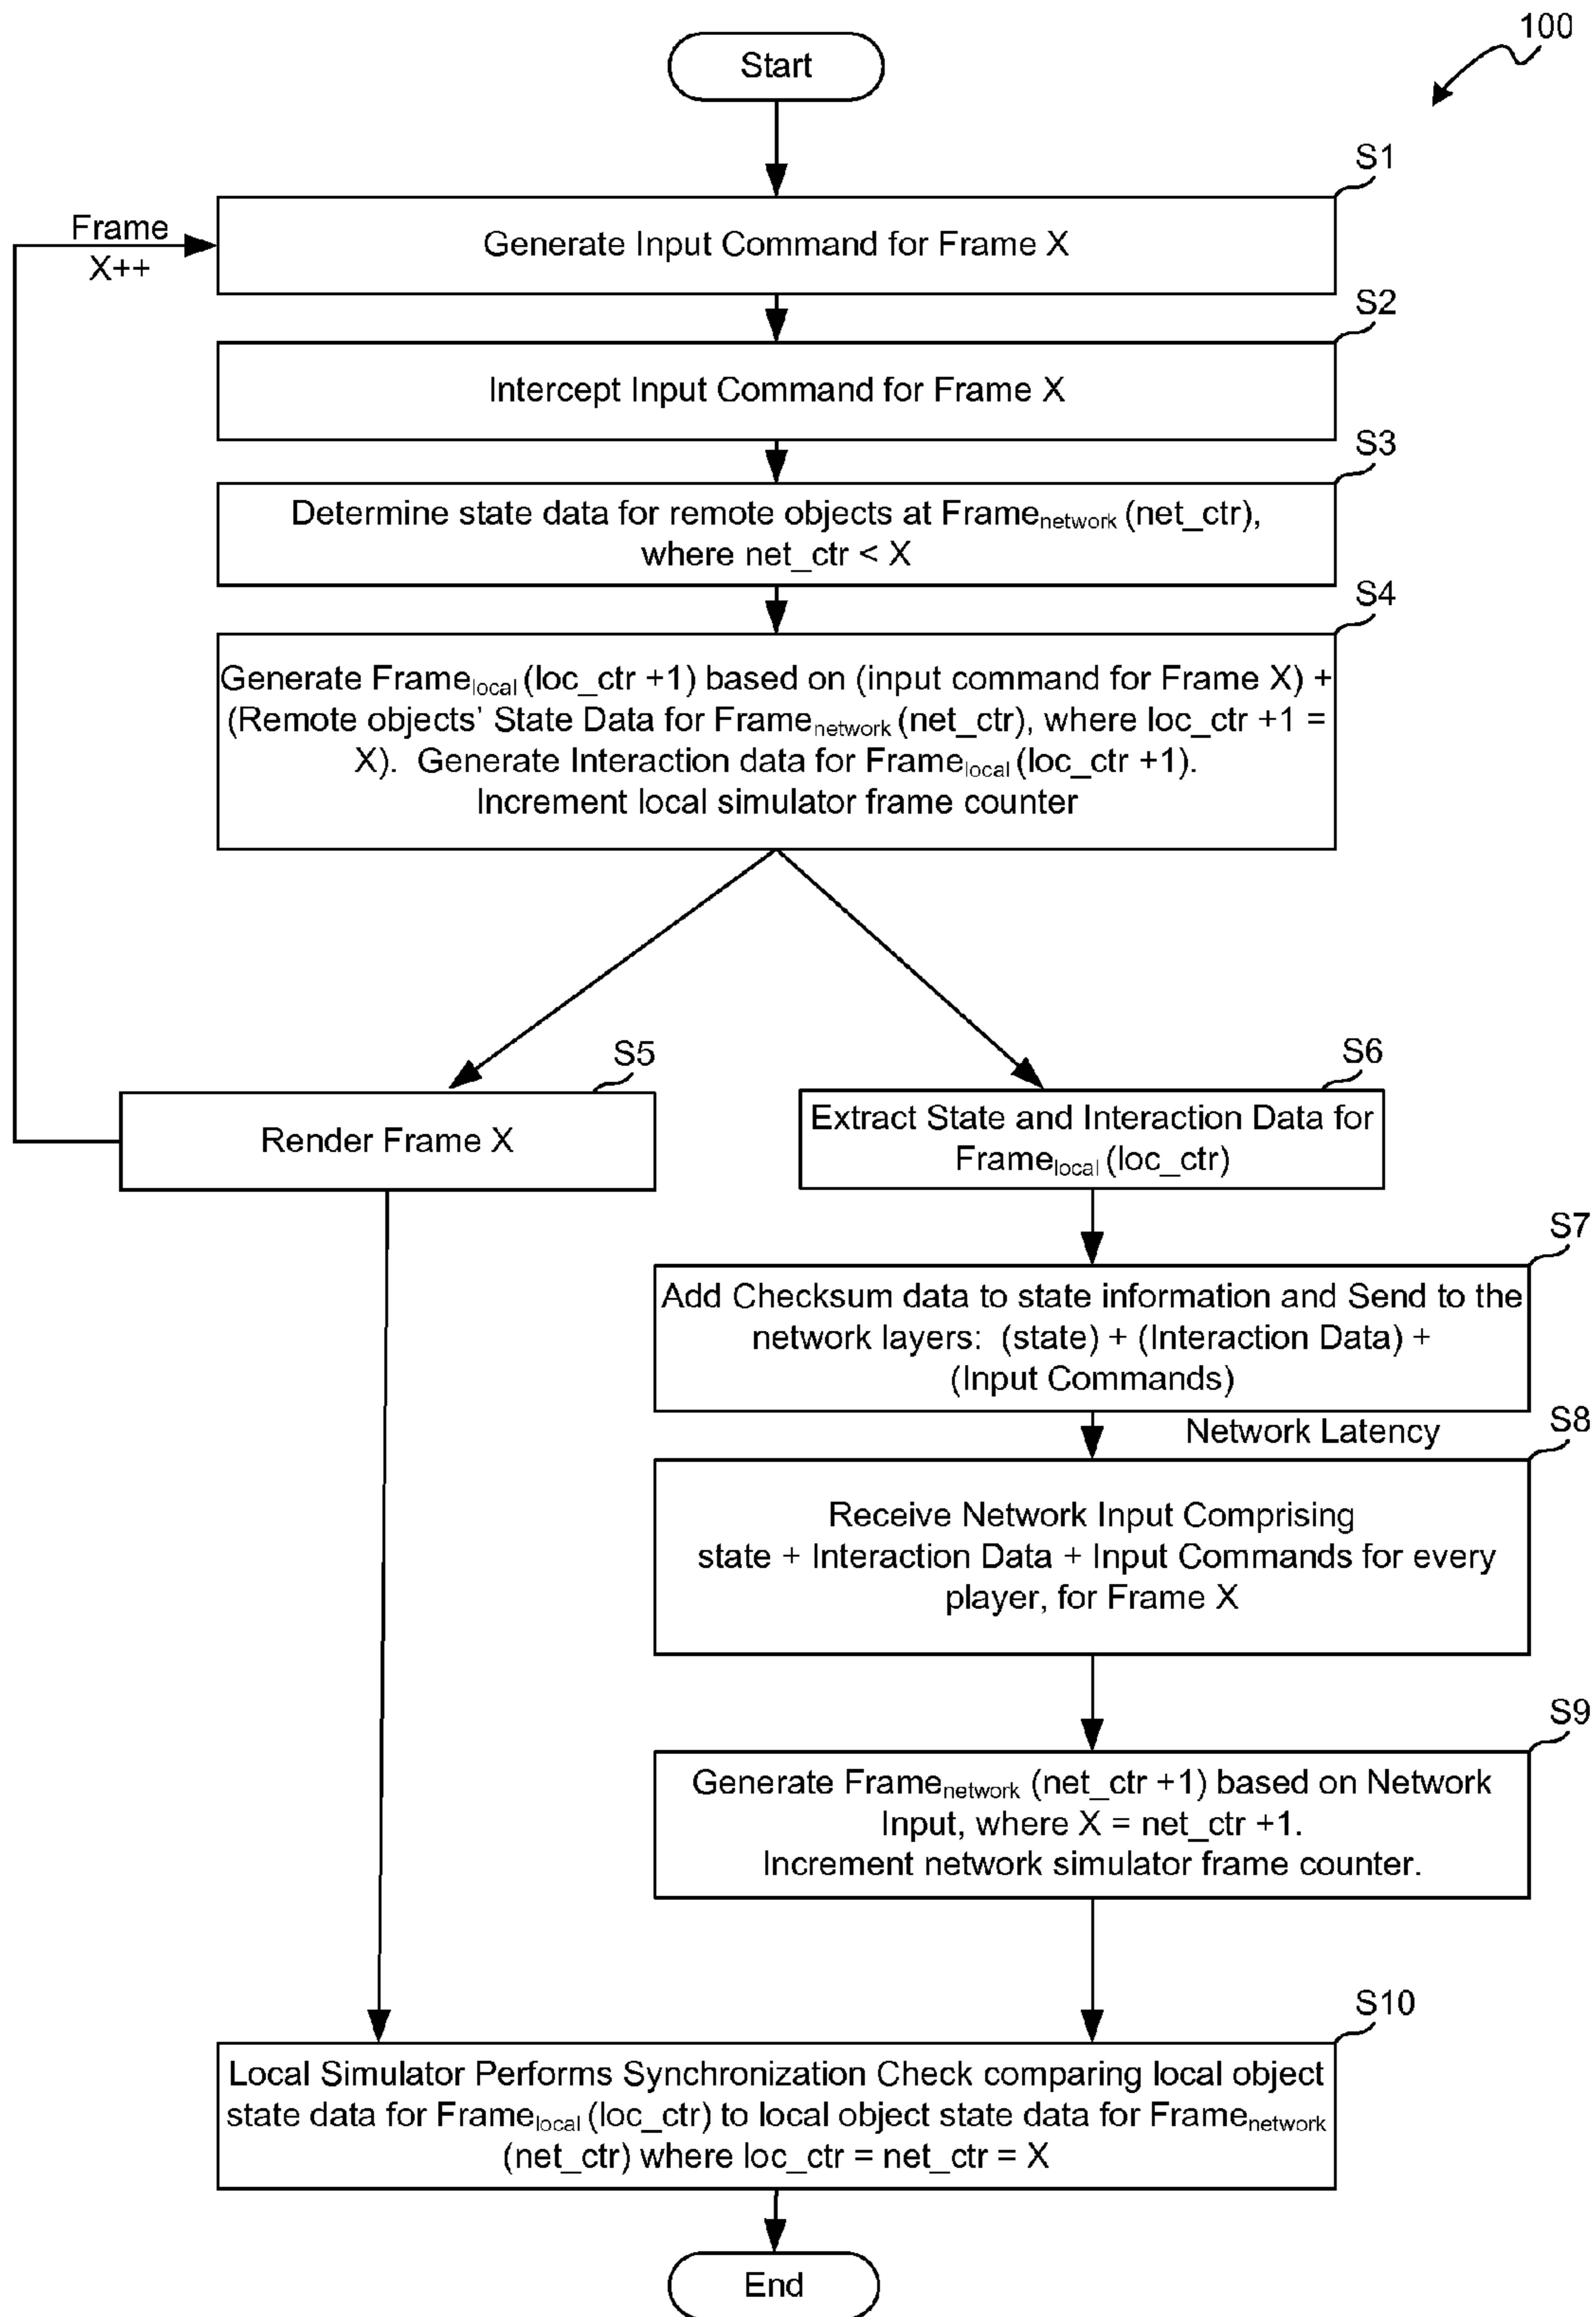 100
Start
S1
Frame
X++
Generate Input Command for Frame X
S2
Intercept Input Command for Frame X
S3
Determine state data for remote objects at Framenetwork (net_ctr),
where net_ctr < X
S4
Generate Framelocal (loc_ctr +1) based on (input command for Frame X) +
(Remote objects' State Data for Framenetwork (net_ctr), where loc_ctr +1 =
X). Generate Interaction data for Framelocal (loc_ctr +1).
Increment local simulator frame counter
S5
Render Frame X
S6
Extract State and Interaction Data for
Framelocal (loc_ctr)
S7
Add Checksum data to state information and Send to the
network layers: (state) + (Interaction Data) +
(Input Commands)
Network Latency
S8
Receive Network Input Comprising
state + Interaction Data + Input Commands for every
player, for Frame X
S9
Generate Framenetwork (net_ctr +1) based on Network
Input, where X = net_ctr +1.
Increment network simulator frame counter.
S10
Local Simulator Performs Synchronization Check comparing local object
state data for Framelocal (loc_ctr) to local object state data for Framenetwork
(net_ctr) where loc_ctr = net_ctr = X
End